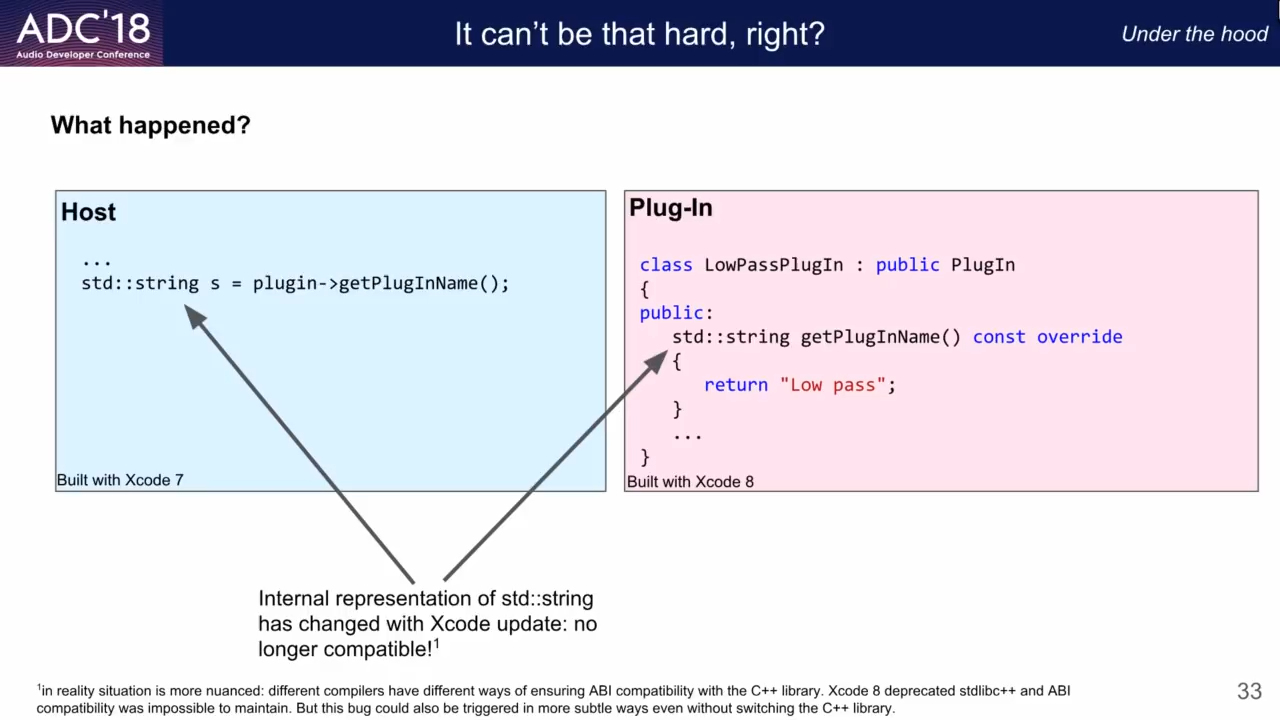 ADC'18
Audio Developer Conference
It can't be that hard, right?
Under the hood
What happened?
Host
...
std::string s = plugin->getPlugInName();
Built with Xcode 7
Plug-In
class LowPassPlugIn : public PlugIn
{
public:
std::string getPlugInName() const override
{
return "Low pass";
}
...
}
Built with Xcode 8
Internal representation of std::string
has changed with Xcode update: no
longer compatible!1
1in reality situation is more nuanced: different compilers have different ways of ensuring ABI compatibility with the C++ library. Xcode 8 deprecated stdlibc++ and ABI
compatibility was impossible to maintain. But this bug could also be triggered in more subtle ways even without switching the C++ library.
33